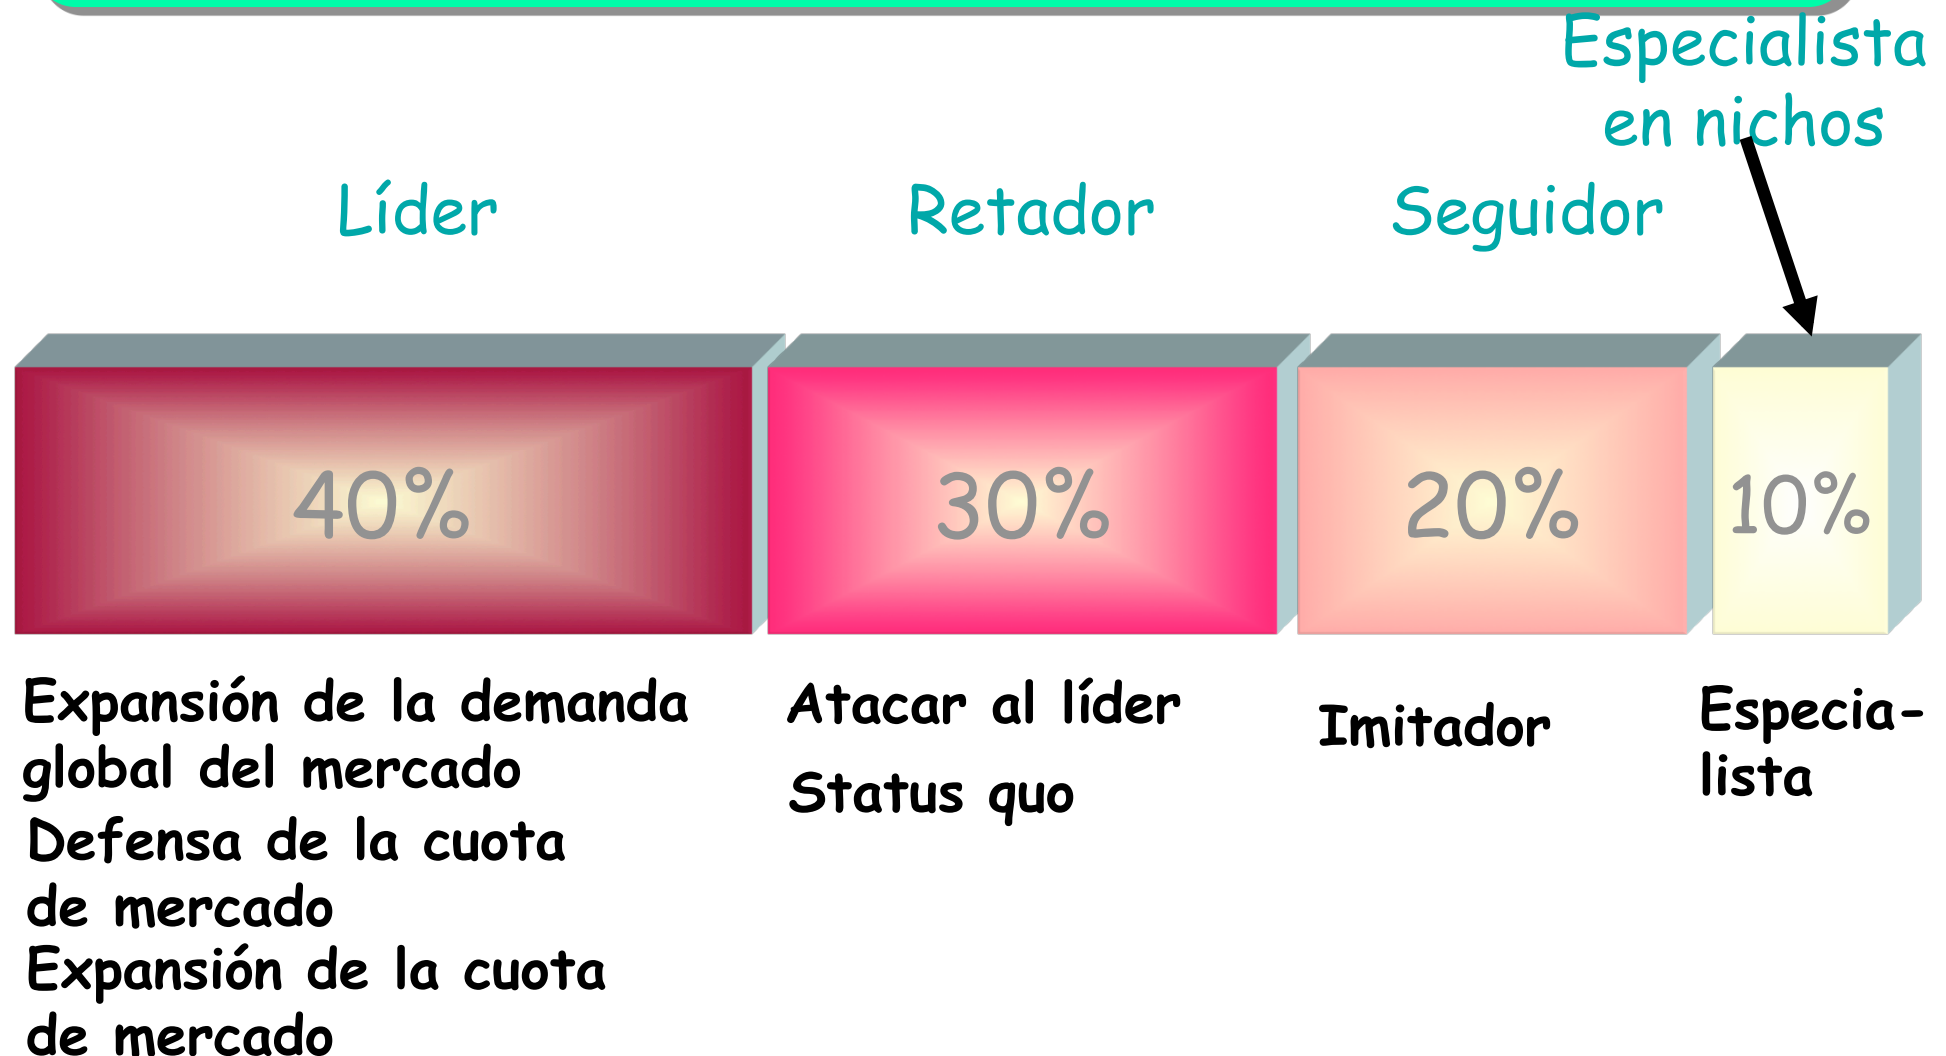 Especialista
en nichos
Líder
Retador
Seguidor
40%
30%
20%
10%
Expansión de la demanda
global del mercado
Defensa de la cuota
de mercado
Expansión de la cuota
de mercado
Atacar al líder
Status quo
Imitador
Especia-
lista